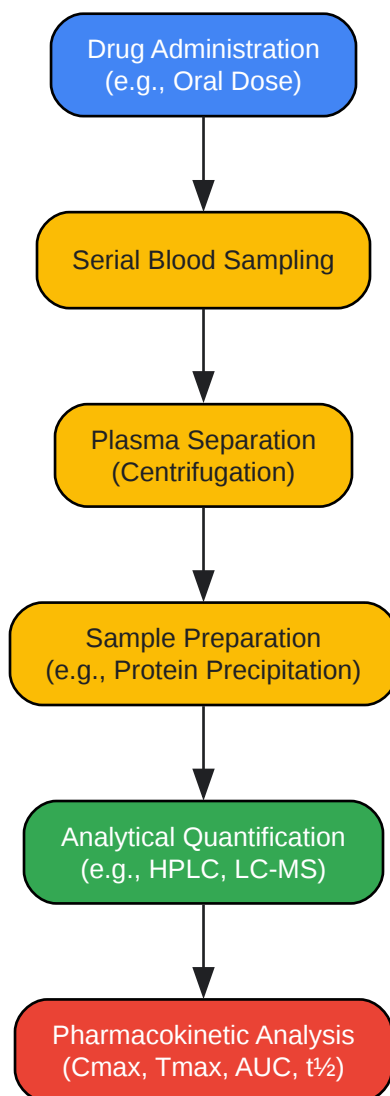 Drug Administration
(e.g., Oral Dose)
Serial Blood Sampling
Plasma Separation
(Centrifugation)
Sample Preparation
(e.g., Protein Precipitation)
Analytical Quantification
(e.g., HPLC, LC-MS)
Pharmacokinetic Analysis
(Cmax, Tmax, AUC, t½)